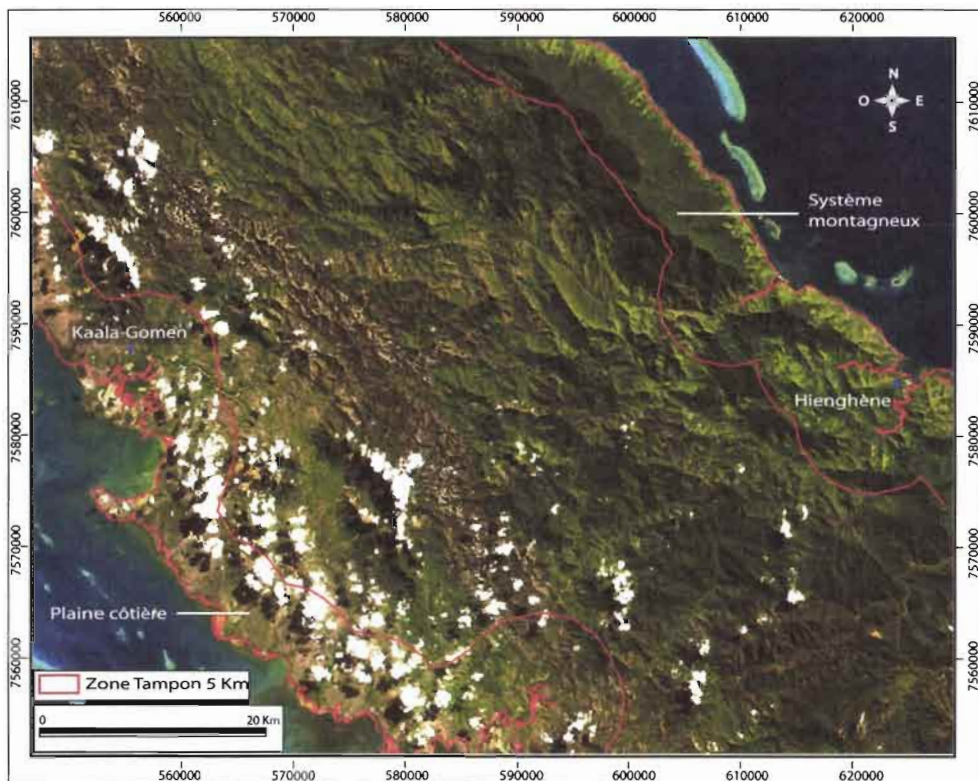 560000 570000 580000 590000 600000 610000 620000
7610000 7610000
N
O E
S
Système
montagneux
7600000 7600000
7590000 7590000
Kaala-Gomen
Hienghène
7580000 7580000
7570000 7570000
Plaine côtière
7560000 7560000
Zone Tampon 5 Km
0 20 Km
560000 570000 580000 590000 600000 610000 620000